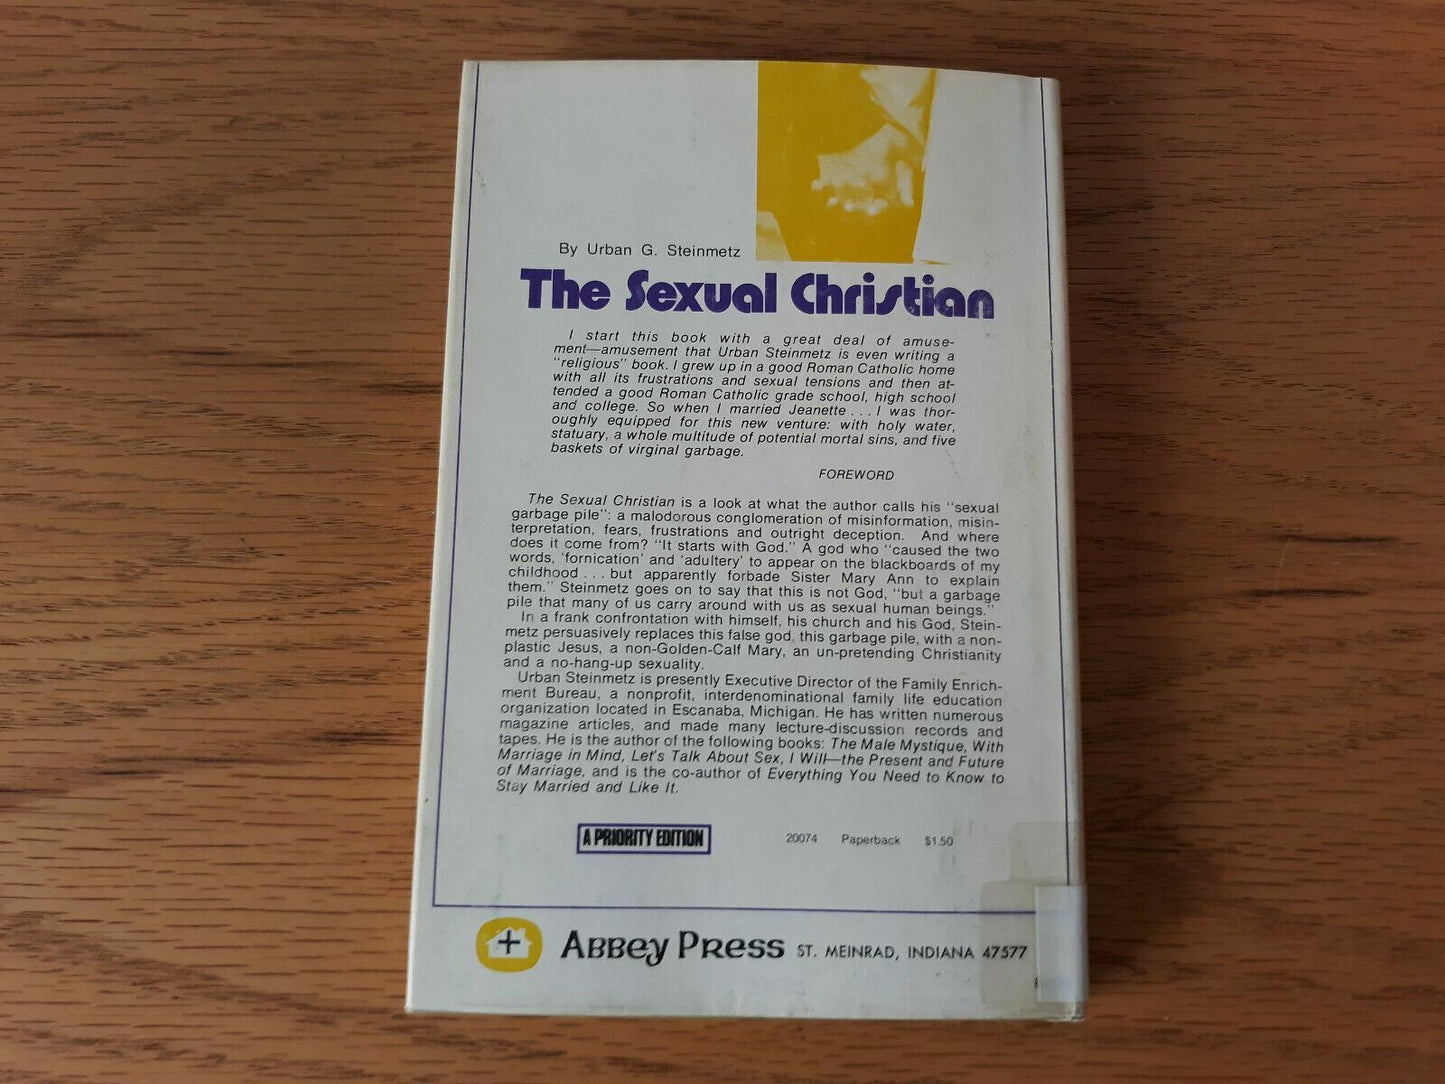 By Urban G. Steinmetz
The Sexual Christian
I start this book with a great deal of amuse-
ment—amusement that Urban Steinmetz is even writing a
"religious" book. I grew up in a good Roman Catholic home
with all its frustrations and sexual tensions and then at-
tended a good Roman Catholic grade school, high school
and college. So when I married Jeanette . . . I was thor-
oughly equipped for this new venture: with holy water,
statuary, a whole multitude of potential mortal sins, and five
baskets of virginal garbage.
FOREWORD
The Sexual Christian is a look at what the author calls his "sexual
garbage pile": a malodorous conglomeration of misinformation, misin-
terpretation, fears, frustrations and outright deception. And where
does it come from? "It starts with God." A god who "caused the two
words, 'fornication' and 'adultery' to appear on the blackboards of my
childhood . . . but apparently forbade Sister Mary Ann to explain
them." Steinmetz goes on to say that this is not God, "but a garbage
pile that many of us carry around with us as sexual human beings."
In a frank confrontation with himself, his church and his God, Stein-
metz persuasively replaces this false god, this garbage pile, with a non-
plastic Jesus, a non-Golden-Calf Mary, an un-pretending Christianity
and a no-hang-up sexuality.
Urban Steinmetz is presently Executive Director of the Family Enrich-
ment Bureau, a nonprofit, interdenominational family life education
organization located in Escanaba, Michigan. He has written numerous
magazine articles, and made many lecture-discussion records and
tapes. He is the author of the following books: The Male Mystique, With
Marriage in Mind, Let's Talk About Sex, I Will—the Present and Future
of Marriage, and is the co-author of Everything You Need to Know to
Stay Married and Like It.
A PRIORITY EDITION
20074 Paperback $1.50
ABBEY PRESS ST. MEINRAD, INDIANA 47577